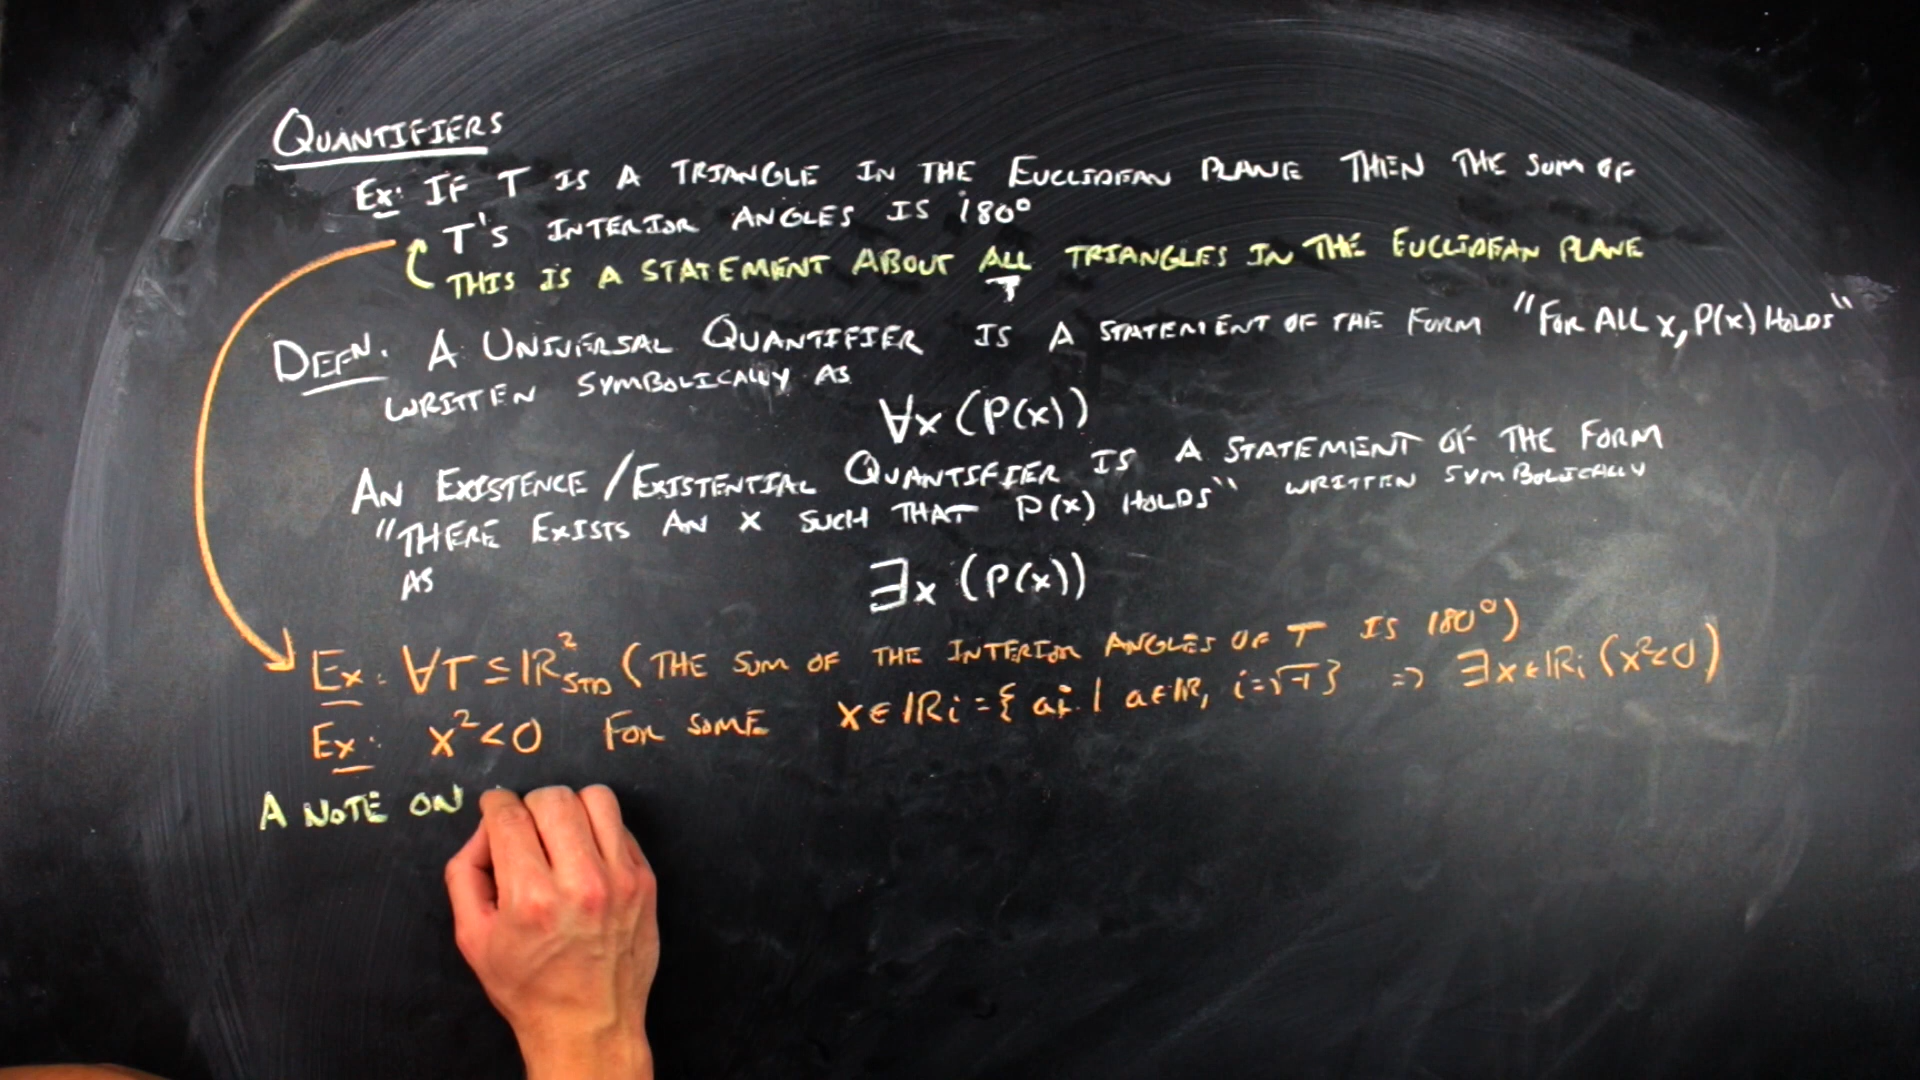 QUANTIFIERS
Ex: IF T IS A TRIANGLE IN THE EUCLIDEAN PLANE THEN THE SUM OF
T'S INTERIOR ANGLES IS 180°
THIS IS A STATEMENT ABOUT ALL TRIANGLES IN THE EUCLIDEAN PLANE
T
DEFN. A UNIVERSAL QUANTIFIER IS A STATEMENT OF THE FORM "FOR ALL x, P(x) HOLDS"
WRITTEN SYMBOLICALLY AS
∀x (P(x))
AN EXISTENCE/EXISTENTIAL QUANTIFIER IS A STATEMENT OF THE FORM
"THERE EXISTS AN X SUCH THAT P(x) HOLDS" WRITTEN SYMBOLICALLY
AS
∃x (P(x))
Ex: ∀T ⊆ ℝ²STD (THE SUM OF THE INTERIOR ANGLES OF T IS 180°)
Ex: x²<0 FOR SOME x∈ℝi = {ai | a∈ℝ, i=√-1} => ∃x∈ℝi (x²<0)
A NOTE ON